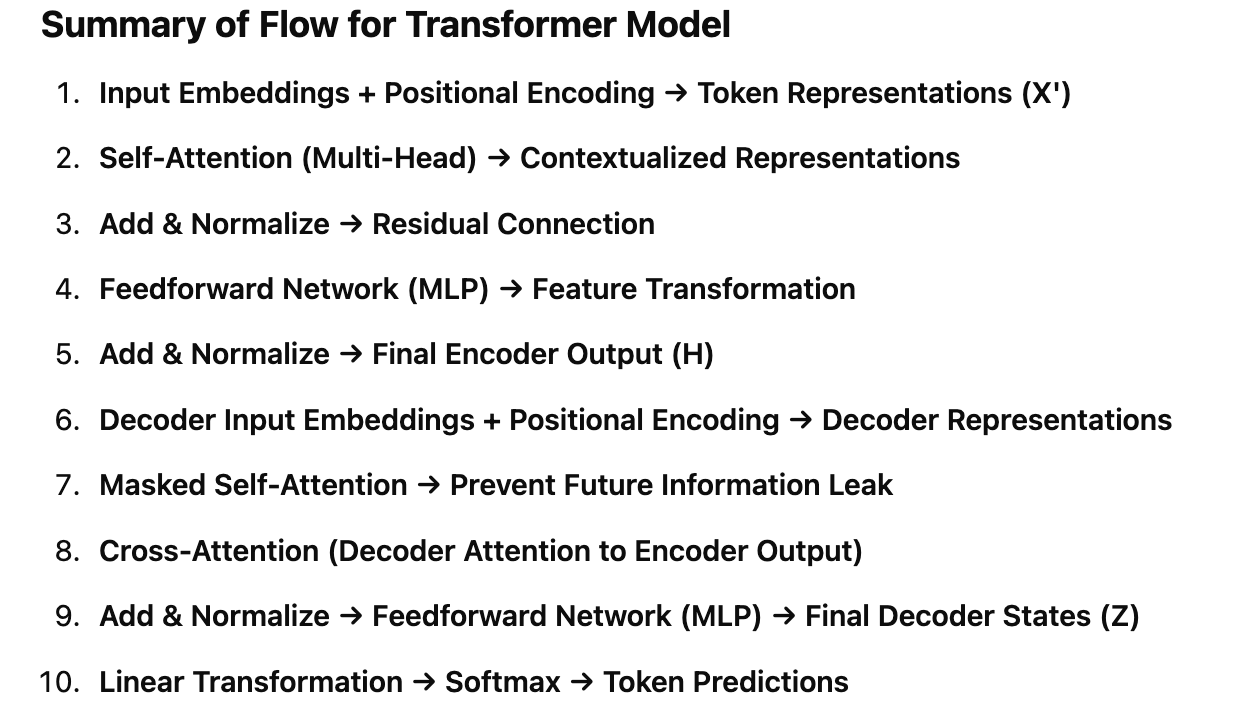 Summary of Flow for Transformer Model
1. Input Embeddings + Positional Encoding → Token Representations (X')
2. Self-Attention (Multi-Head) → Contextualized Representations
3. Add & Normalize → Residual Connection
4. Feedforward Network (MLP) → Feature Transformation
5. Add & Normalize → Final Encoder Output (H)
6. Decoder Input Embeddings + Positional Encoding → Decoder Representations
7. Masked Self-Attention → Prevent Future Information Leak
8. Cross-Attention (Decoder Attention to Encoder Output)
9. Add & Normalize → Feedforward Network (MLP) → Final Decoder States (Z)
10. Linear Transformation → Softmax → Token Predictions